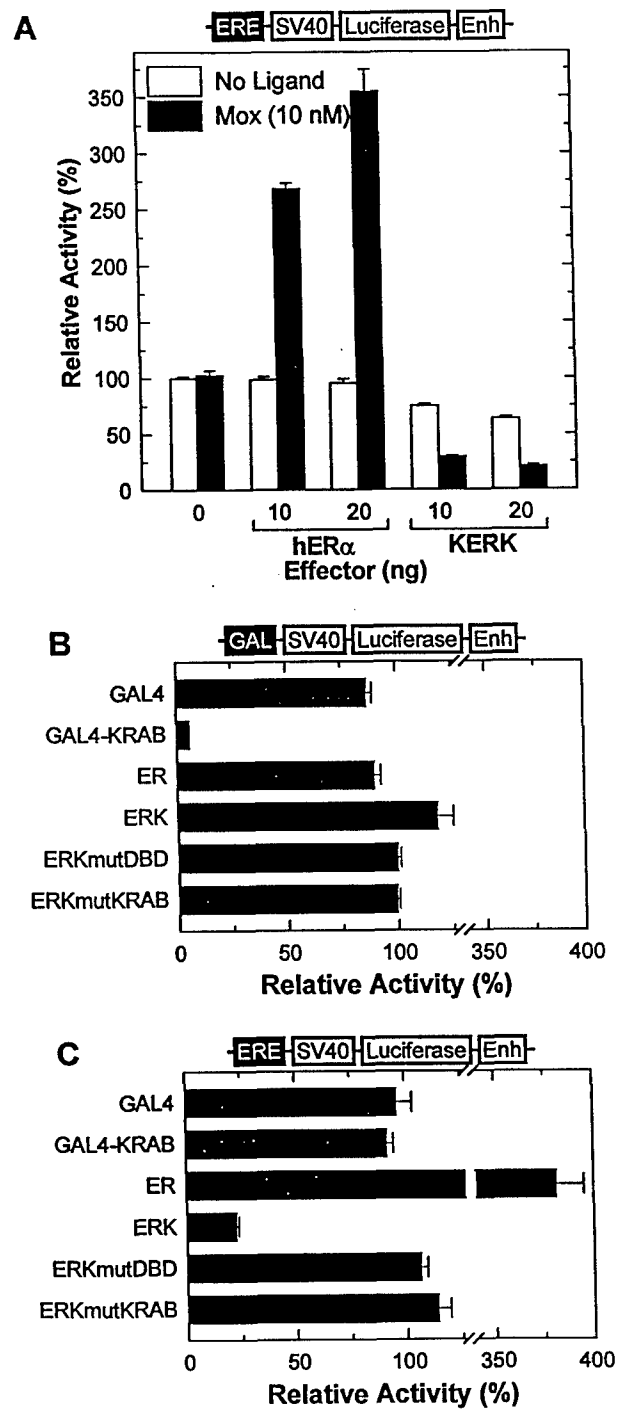 A
ERE SV40 Luciferase Enh
No Ligand
Mox (10 nM)
Relative Activity (%)
350
300
250
200
150
100
50
0
0 10 20 10 20
hERα KERK
Effector (ng)
B
GAL SV40 Luciferase Enh
GAL4
GAL4-KRAB
ER
ERK
ERKmutDBD
ERKmutKRAB
0 50 100 350 400
Relative Activity (%)
C
ERE SV40 Luciferase Enh
GAL4
GAL4-KRAB
ER
ERK
ERKmutDBD
ERKmutKRAB
0 50 100 350 400
Relative Activity (%)